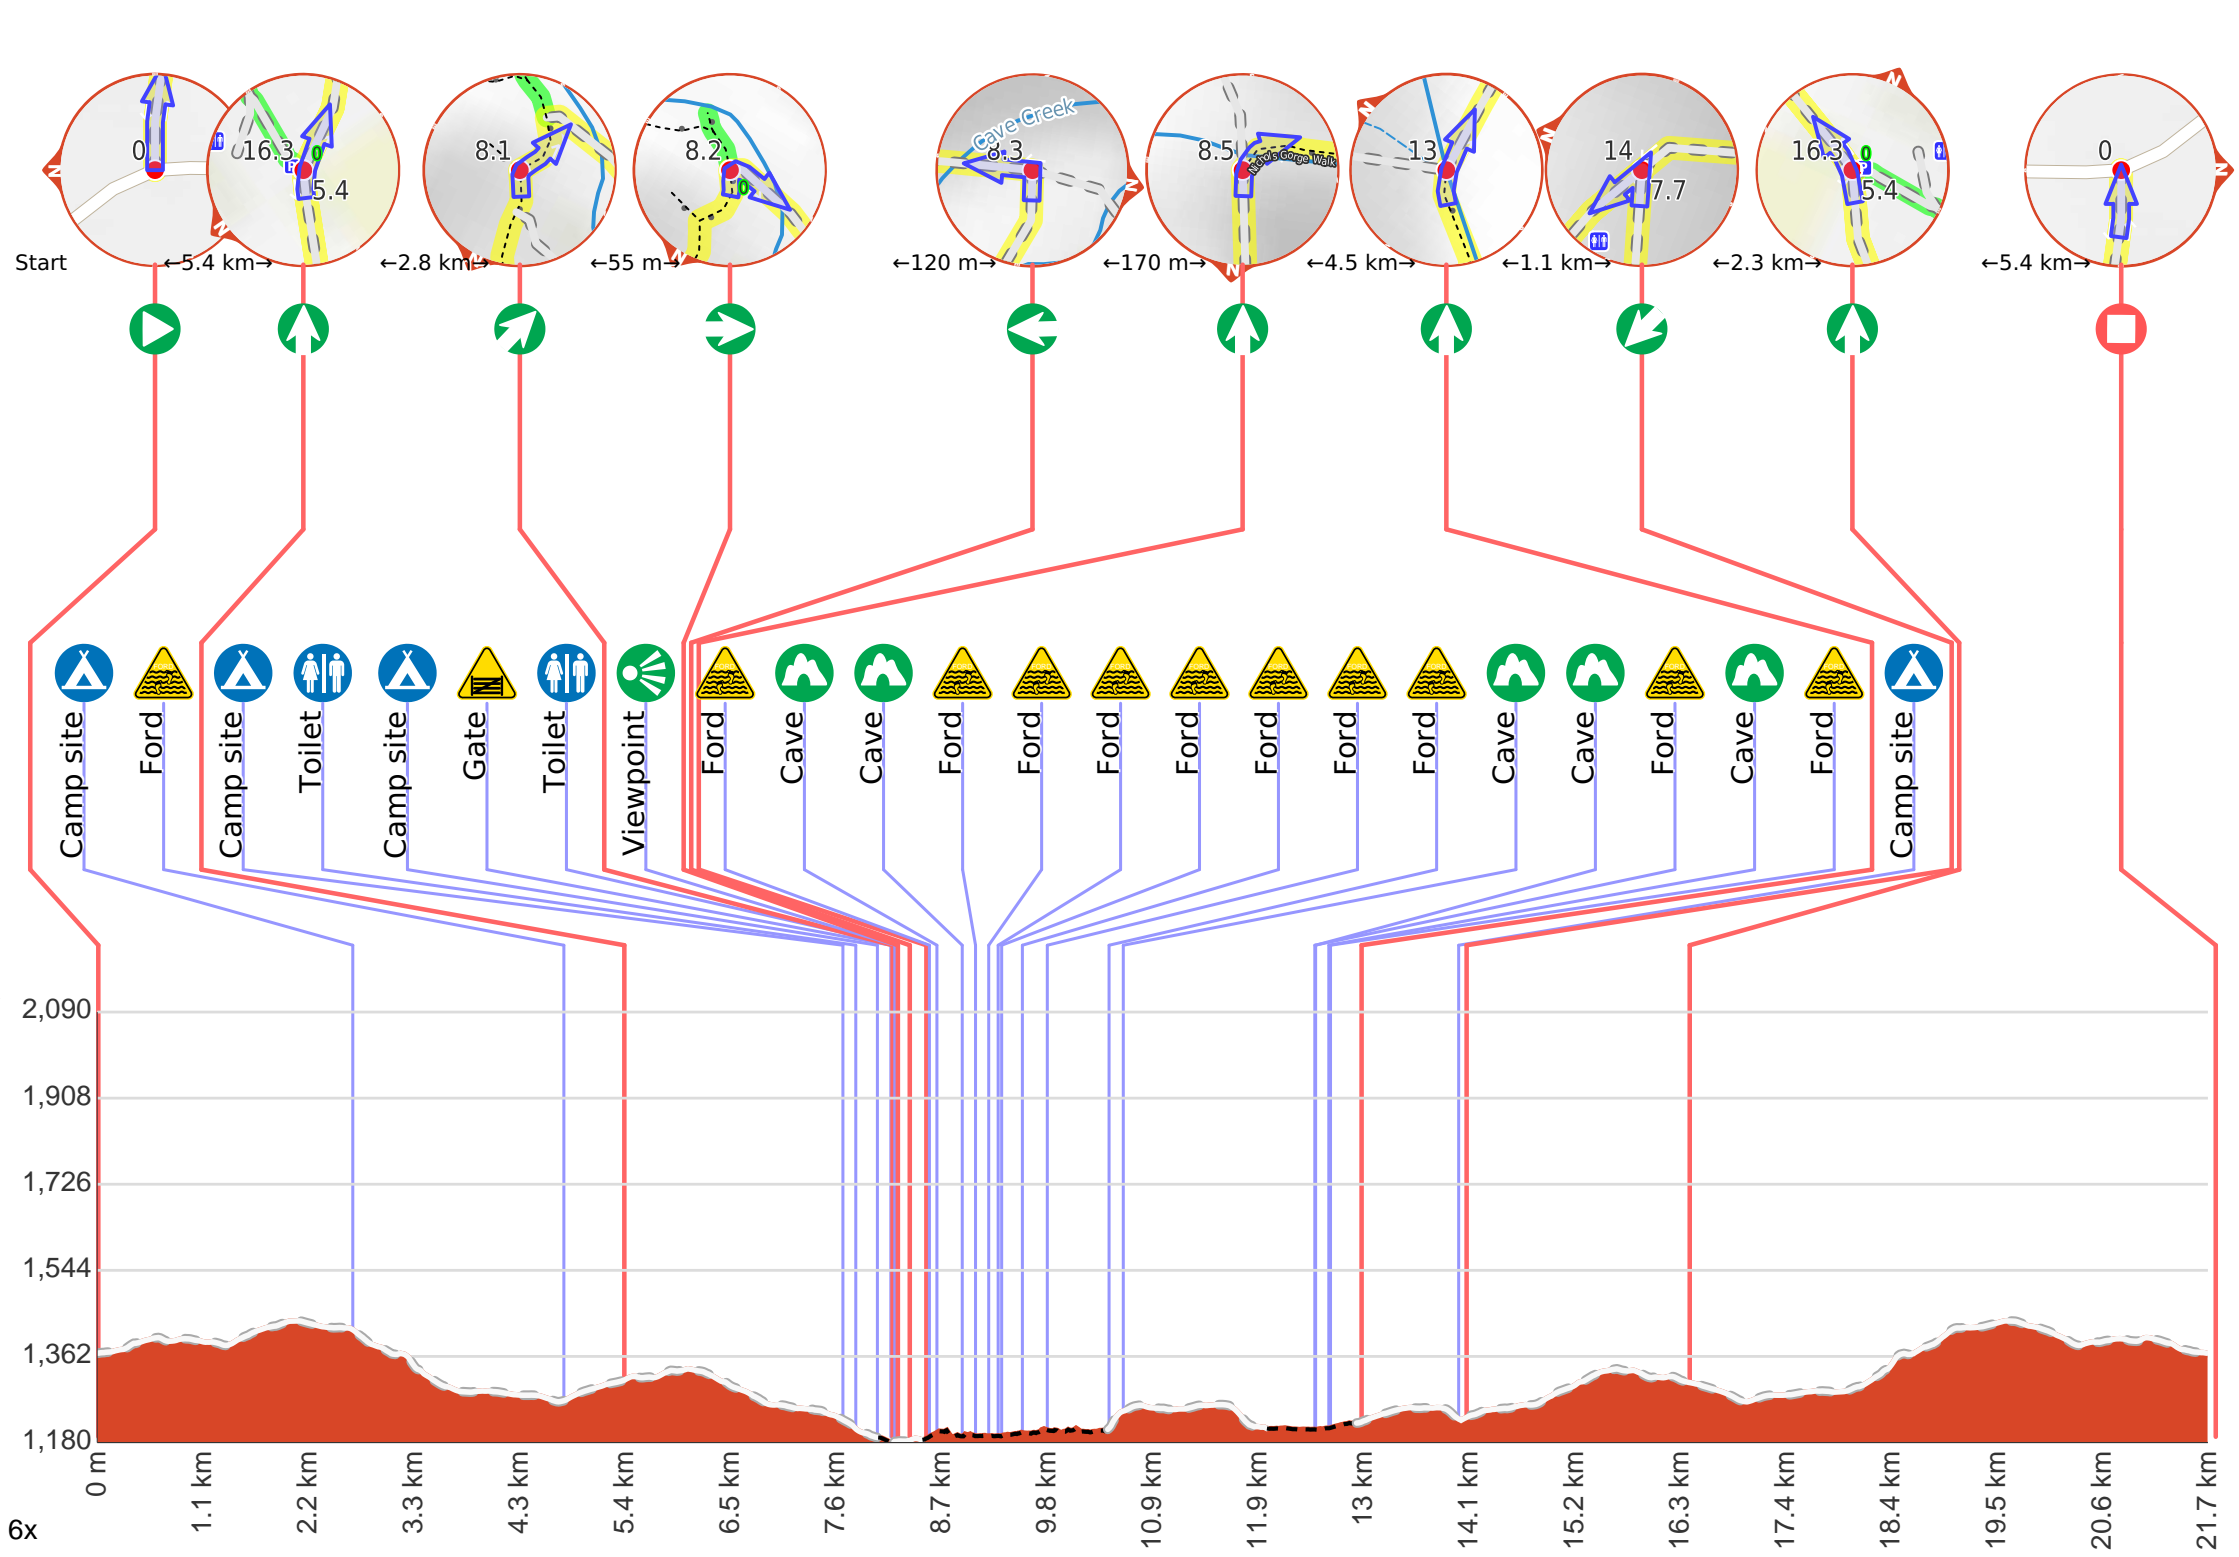 Cave Creek
0
16.3
0
5.4
8.1
8.2
0
8.3
8.5
Nichols Gorge Walk
13
14
7.7
16.3
0
5.4
0
N
N
N
N
N
N
N
N
N
N
Start
←5.4 km→
←2.8 km→
←55 m→
←120 m→
←170 m→
←4.5 km→
←1.1 km→
←2.3 km→
←5.4 km→
Camp site
Ford
Camp site
Toilet
Camp site
Gate
Toilet
Viewpoint
Ford
Cave
Cave
Ford
Ford
Ford
Ford
Ford
Ford
Ford
Cave
Cave
Ford
Cave
Ford
Camp site
2,090
1,908
1,726
1,544
1,362
1,180
0 m
1.1 km
2.2 km
3.3 km
4.3 km
5.4 km
6.5 km
7.6 km
8.7 km
9.8 km
10.9 km
11.9 km
13 km
14.1 km
15.2 km
16.3 km
17.4 km
18.4 km
19.5 km
20.6 km
21.7 km
6x